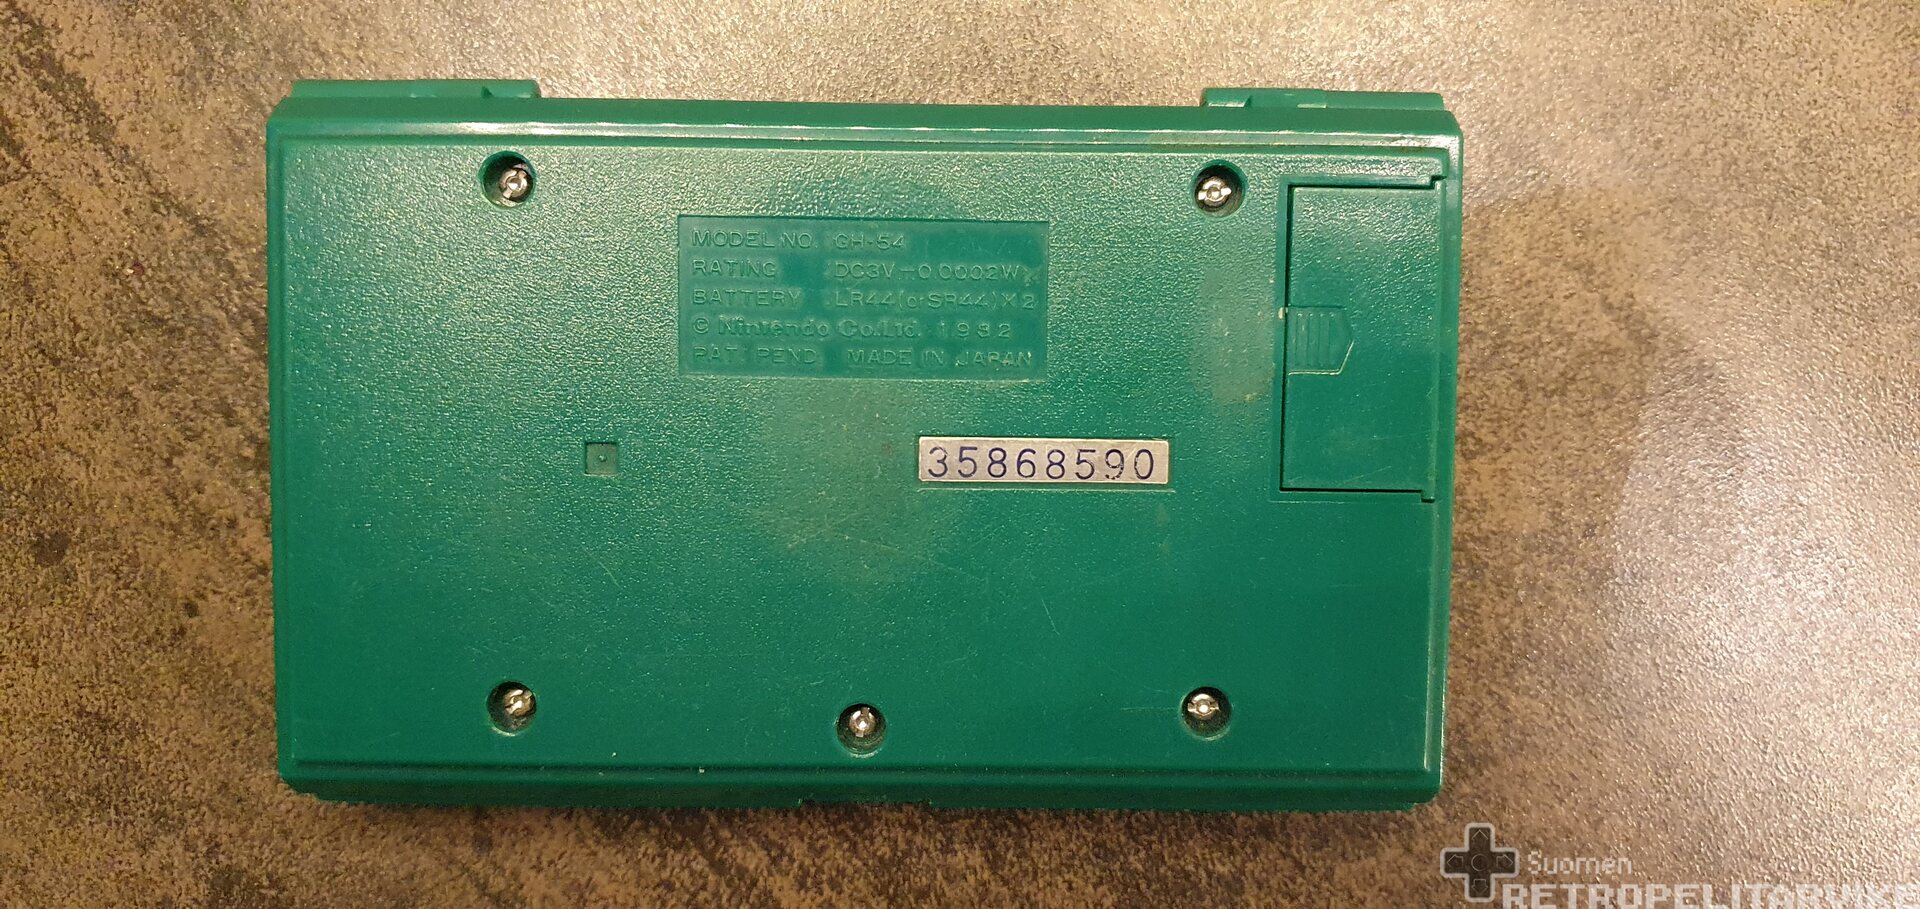 MODEL NO. GH-54
RATING DC3V-0.0002W
BATTERY LR44(or SR44)X2
© Nintendo Co.,Ltd. 1982
PAT. PEND. MADE IN JAPAN
35868590
Suomen